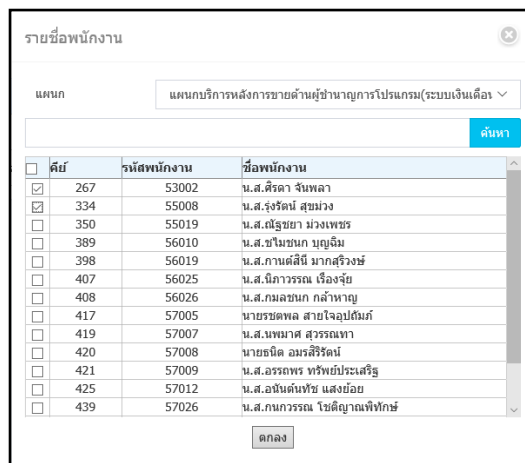 รายชื่อพนักงาน
แผนก แผนกบริการหลังการขายด้านผู้ชำนาญการโปรแกรม(ระบบเงินเดือน
ค้นหา
คีย์ รหัสพนักงาน ชื่อพนักงาน
267 53002 น.ส.ศิรดา จันพลา
334 55008 น.ส.รุ่งรัตน์ สุขม่วง
350 55019 น.ส.ณัฐชยา ม่วงเพชร
389 56010 น.ส.ชไมชนก บุญฉิม
398 56019 น.ส.กานต์สินี มากสุริวงษ์
407 56025 น.ส.นิภาวรรณ เรืองจุ้ย
408 56026 น.ส.กมลชนก กล้าหาญ
417 57005 นายรชตพล สายใจอุปถัมภ์
419 57007 น.ส.นพมาศ สุวรรณทา
420 57008 นายธนิต อมรสิริรัตน์
421 57009 น.ส.อรรถพร ทรัพย์ประเสริฐ
425 57012 น.ส.อนันต์นทัช แสงย้อย
439 57026 น.ส.กนกวรรณ โชติญาณพิทักษ์
ตกลง